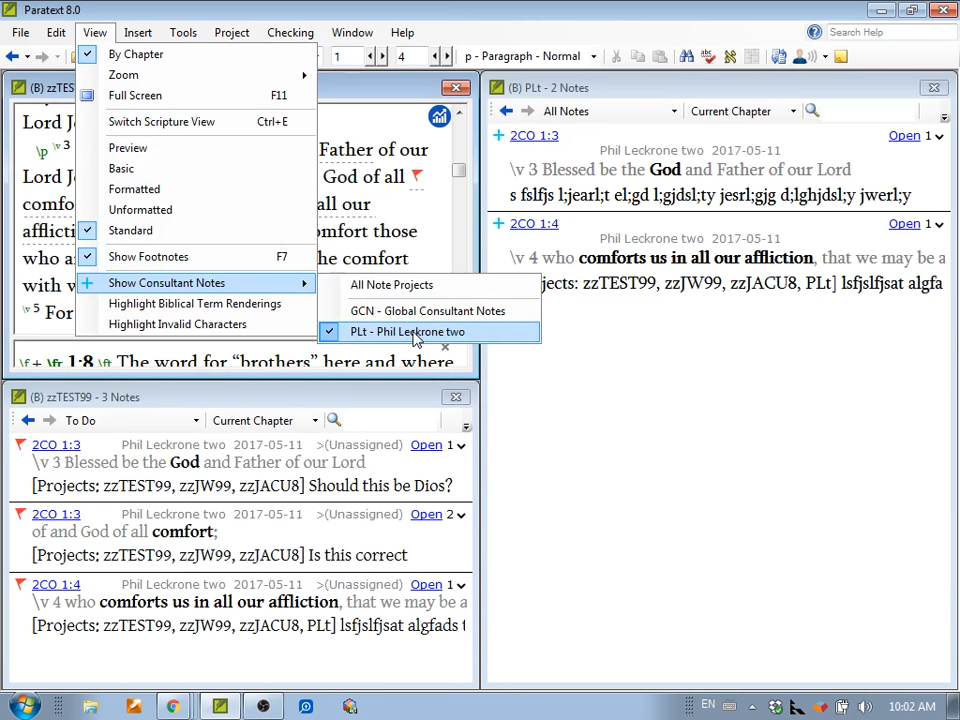 Paratext 8.0
File Edit View Insert Tools Project Checking Window Help
Search Help
1 4 p - Paragraph - Normal
By Chapter
Zoom
Full Screen F11
Switch Scripture View Ctrl+E
Preview
Basic
Formatted
Unformatted
Standard
Show Footnotes F7
Show Consultant Notes
Highlight Biblical Term Renderings
Highlight Invalid Characters
All Note Projects
GCN - Global Consultant Notes
PLt - Phil Leckrone two
(B) zzTES
Lord Je
\p v 3 Father of our
Lord Je God of all
comfo all our
afflicti omfort those
with w he comfort
v 5 For
\f + \fr 1:8 \ft The word for “brothers” here and where
(B) PLt - 2 Notes
All Notes Current Chapter
2CO 1:3 Open 1
Phil Leckrone two 2017-05-11
\v 3 Blessed be the God and Father of our Lord
s fslfjs l;jearl;t el;gd l;gjdsl;ty jesrl;gjg d;lghjdsl;y jwerl;y
2CO 1:4 Open 1
Phil Leckrone two 2017-05-11
\v 4 who comforts us in all our affliction, that we may be a
[Projects: zzTEST99, zzJW99, zzJACU8, PLt] lsfjslfjsat algfa
(B) zzTEST99 - 3 Notes
To Do Current Chapter
2CO 1:3 Phil Leckrone two 2017-05-11 >(Unassigned) Open 1
\v 3 Blessed be the God and Father of our Lord
[Projects: zzTEST99, zzJW99, zzJACU8] Should this be Dios?
2CO 1:3 Phil Leckrone two 2017-05-11 >(Unassigned) Open 2
of and God of all comfort;
[Projects: zzTEST99, zzJW99, zzJACU8] Is this correct
2CO 1:4 Phil Leckrone two 2017-05-11 >(Unassigned) Open 1
\v 4 who comforts us in all our affliction, that we may be a
[Projects: zzTEST99, zzJW99, zzJACU8, PLt] lsfjslfjsat algfads t
EN 10:02 AM